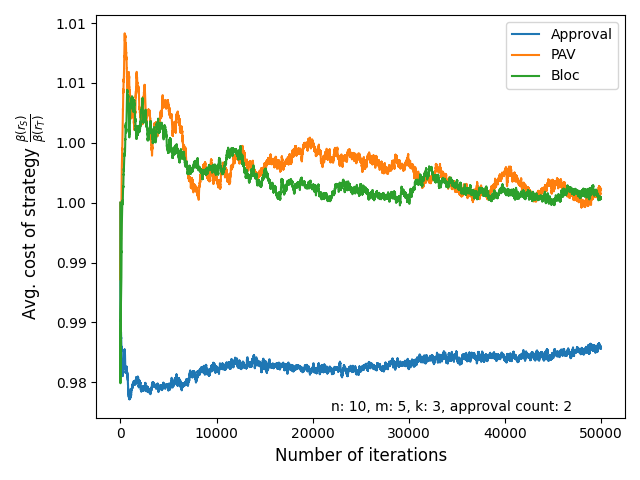 1.01
1.01
1.00
1.00
0.99
0.99
0.98
Avg. cost of strategy β(r_S)/β(r_T)
Approval
PAV
Bloc
n: 10, m: 5, k: 3, approval count: 2
0 10000 20000 30000 40000 50000
Number of iterations